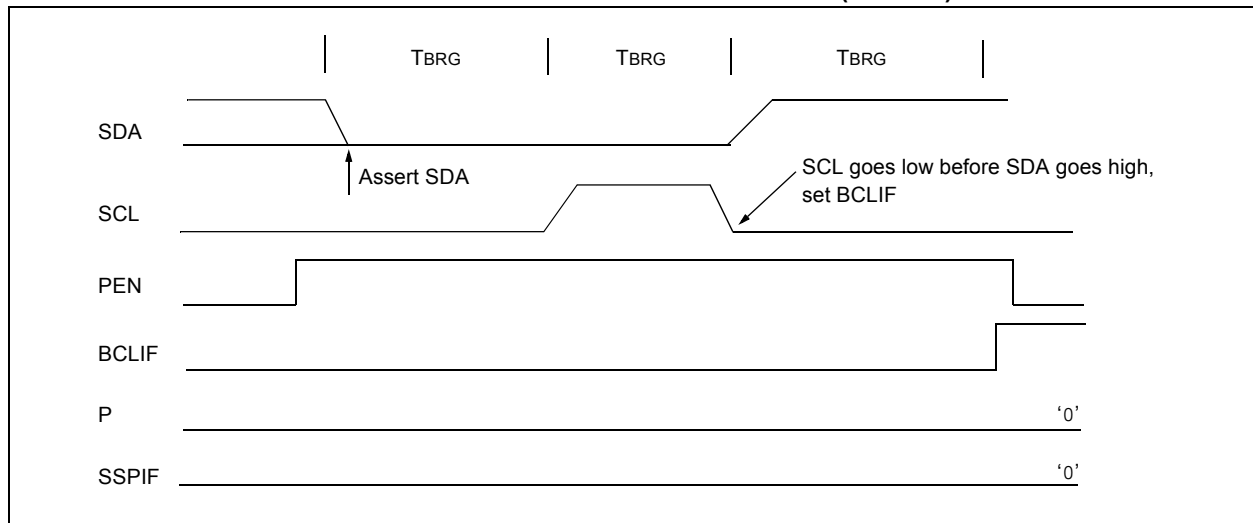 TBRG TBRG TBRG
SDA
Assert SDA
SCL goes low before SDA goes high,
set BCLIF
SCL
PEN
BCLIF
P
‘0’
SSPIF
‘0’